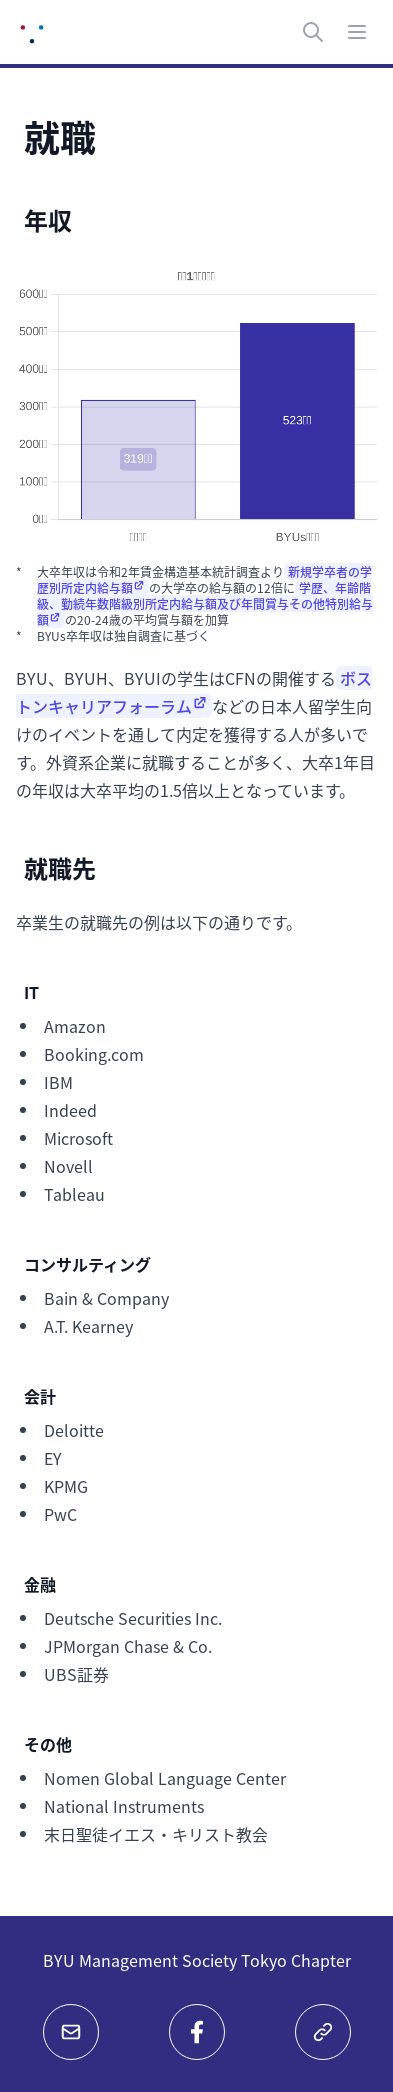 就職
年収
1
600
500
400
300
200
100
0
319
523
BYUs
* 大卒年収は令和2年賃金構造基本統計調査より 新規学卒者の学
歴別所定内給与額 の大学卒の給与額の12倍に 学歴、年齢階
級、勤続年数階級別所定内給与額及び年間賞与その他特別給与
額 の20-24歳の平均賞与額を加算
* BYUs卒年収は独自調査に基づく
BYU、BYUH、BYUIの学生はCFNの開催する ボス
トンキャリアフォーラム などの日本人留学生向
けのイベントを通して内定を獲得する人が多いで
す。外資系企業に就職することが多く、大卒1年目
の年収は大卒平均の1.5倍以上となっています。
就職先
卒業生の就職先の例は以下の通りです。
IT
• Amazon
• Booking.com
• IBM
• Indeed
• Microsoft
• Novell
• Tableau
コンサルティング
• Bain & Company
• A.T. Kearney
会計
• Deloitte
• EY
• KPMG
• PwC
金融
• Deutsche Securities Inc.
• JPMorgan Chase & Co.
• UBS証券
その他
• Nomen Global Language Center
• National Instruments
• 末日聖徒イエス・キリスト教会
BYU Management Society Tokyo Chapter